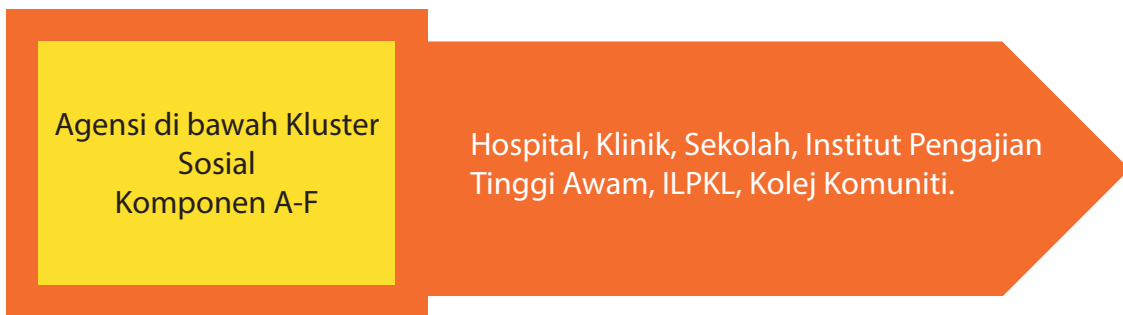 Agensi di bawah Kluster
Sosial
Komponen A-F
Hospital, Klinik, Sekolah, Institut Pengajian
Tinggi Awam, ILPKL, Kolej Komuniti.